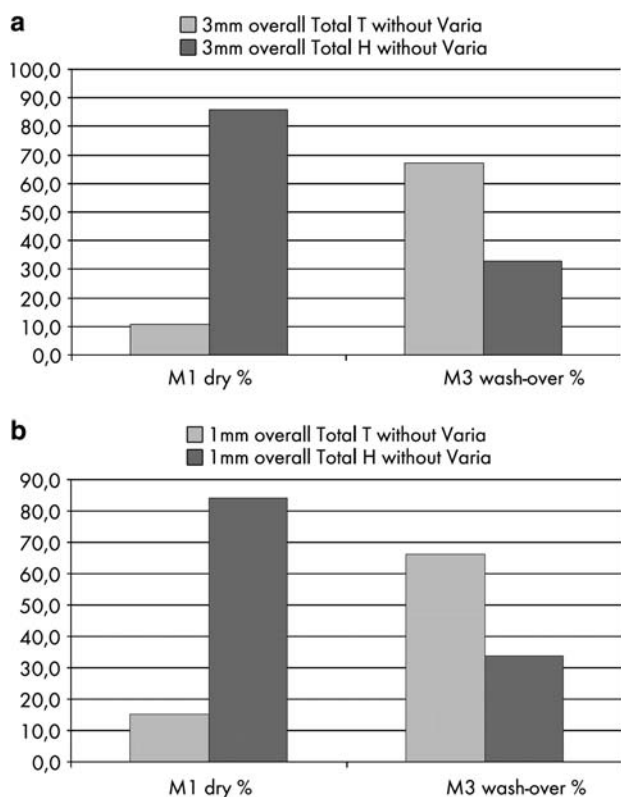 a
3mm overall Total T without Varia
3mm overall Total H without Varia
100,0
90,0
80,0
70,0
60,0
50,0
40,0
30,0
20,0
10,0
0,0
M1 dry %
M3 wash-over %
b
1mm overall Total T without Varia
1mm overall Total H without Varia
90,0
80,0
70,0
60,0
50,0
40,0
30,0
20,0
10,0
0,0
M1 dry %
M3 wash-over %